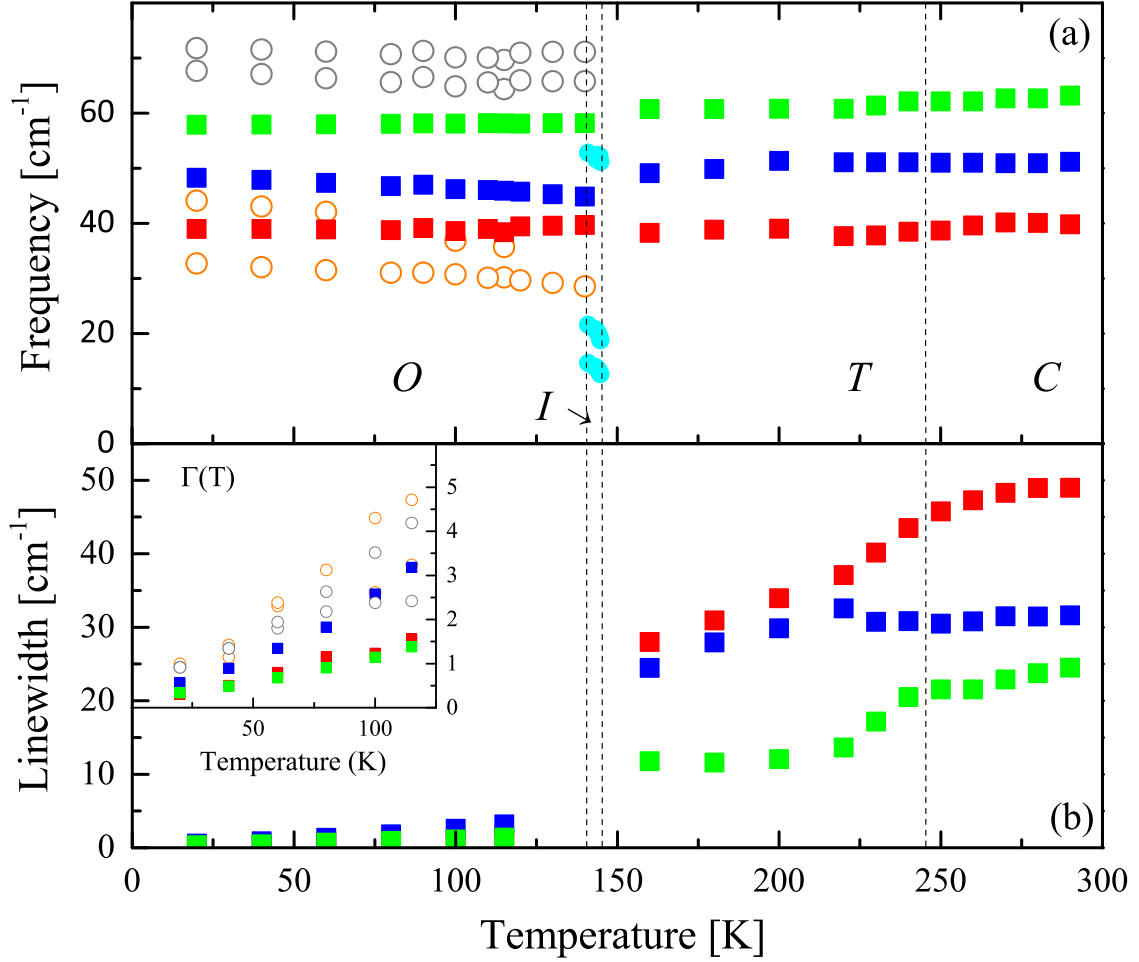 (a)
60
40
20
0
Frequency [cm⁻¹]
O
I
T
C
Γ(T)
5
4
3
2
1
0
50
100
Temperature (K)
50
40
30
20
10
0
Linewidth [cm⁻¹]
(b)
0
50
100
150
200
250
300
Temperature [K]